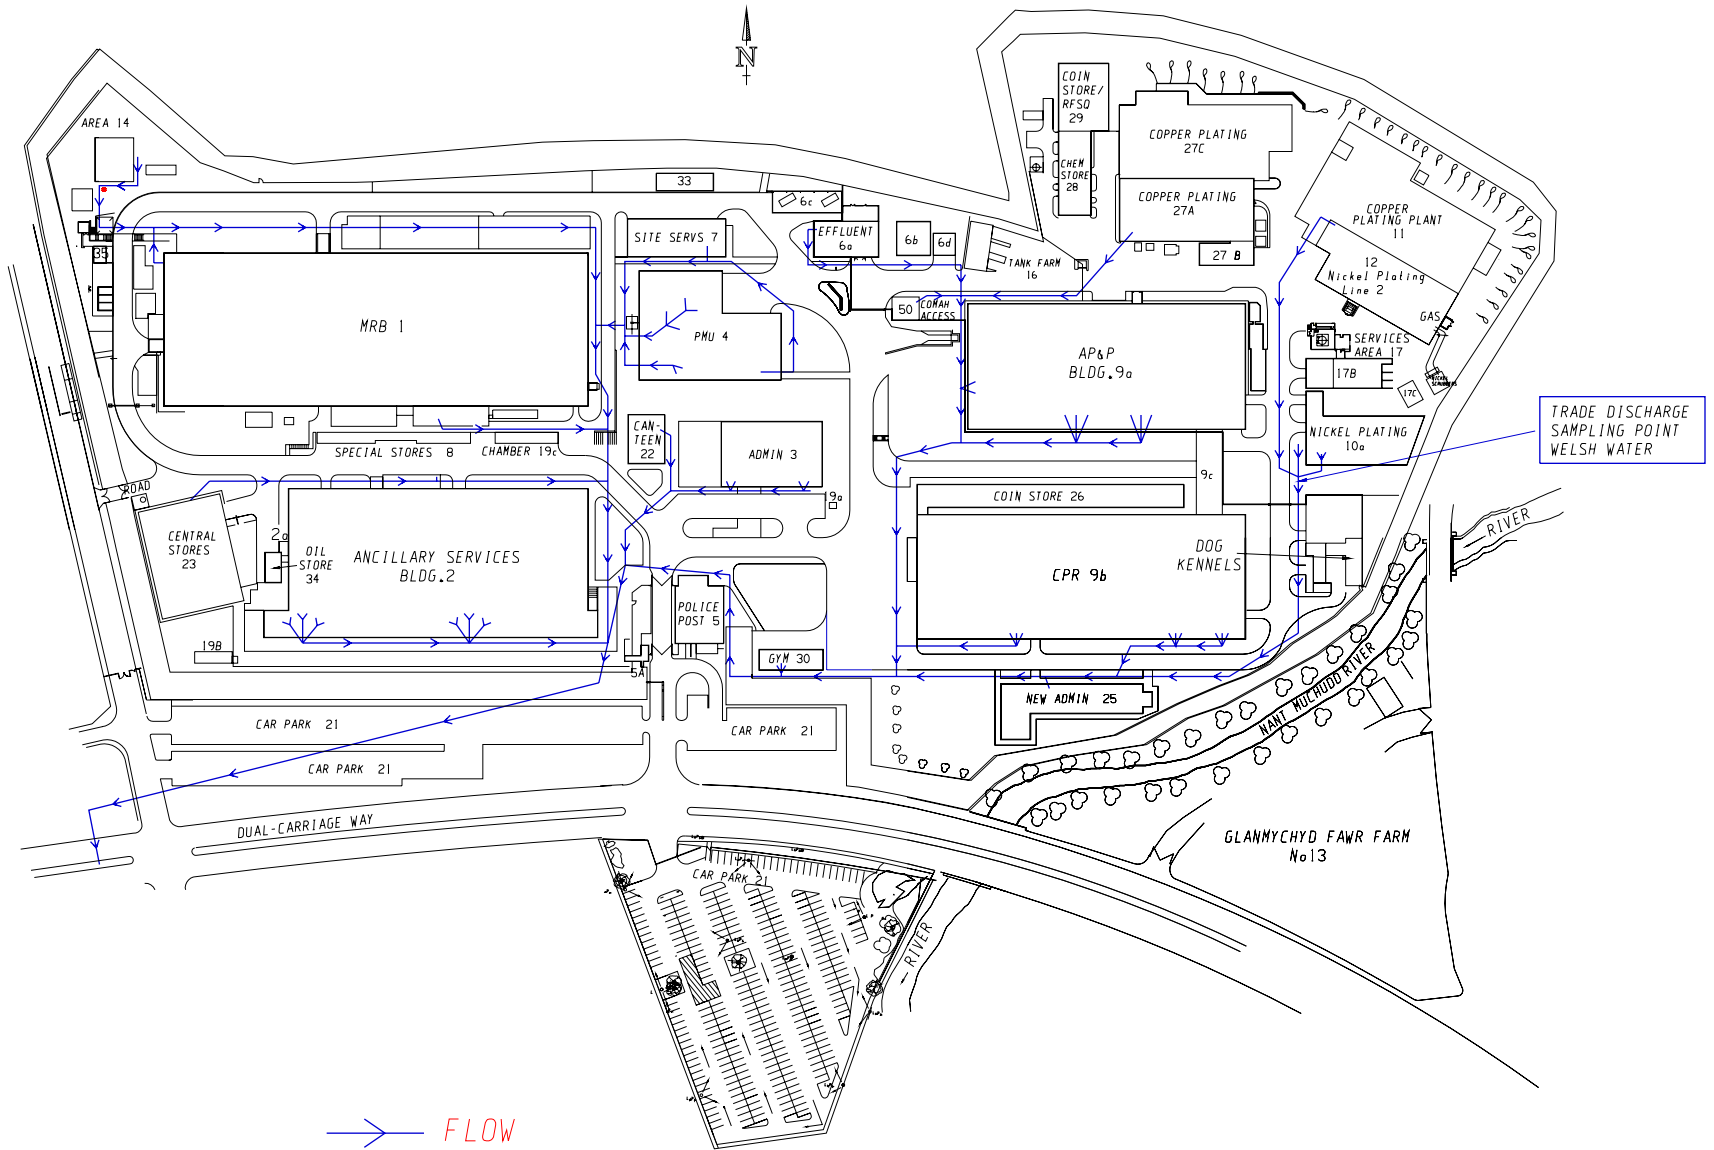 N
AREA 14
COIN
STORE/
RFSQ
29
COPPER PLATING
27C
CHEM
STORE
28
COPPER PLATING
27A
COPPER
PLATING PLANT
11
33
6c
SITE SERVS 7
EFFLUENT
6a
6b
6d
TANK FARM
16
27 B
12
Nickel Plating
Line 2
35
MRB 1
PMU 4
50
COMAH
ACCESS
AP&P
BLDG.9a
GAS
SERVICES
AREA 17
17B
17C
TRADE DISCHARGE
SAMPLING POINT
WELSH WATER
CAN-
TEEN
22
ADMIN 3
NICKEL PLATING
10a
SPECIAL STORES 8
CHAMBER 19c
ROAD
9c
19a
COIN STORE 26
CENTRAL
STORES
23
2a
OIL
STORE
34
ANCILLARY SERVICES
BLDG.2
CPR 9b
DOG
KENNELS
RIVER
POLICE
POST 5
19B
5A
GYM 30
NEW ADMIN 25
NANT MUCHUDD RIVER
CAR PARK 21
CAR PARK 21
CAR PARK 21
DUAL-CARRIAGE WAY
GLANMYCHYD FAWR FARM
No13
CAR PARK 21
RIVER
FLOW